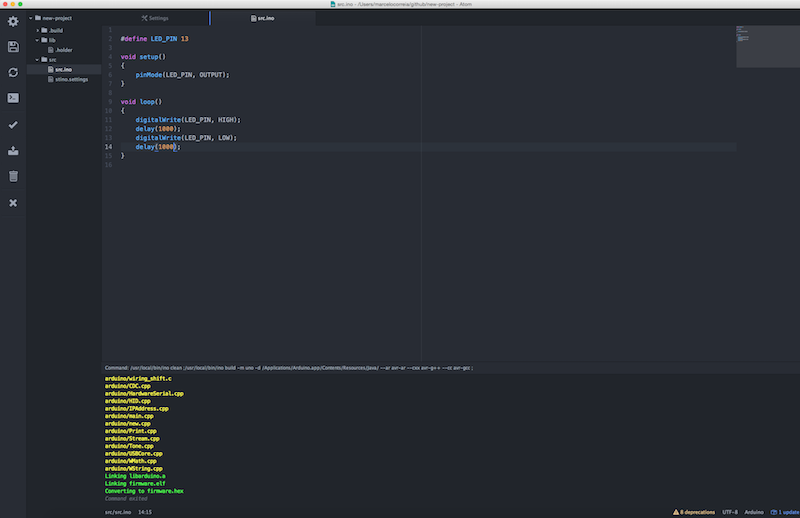 src.ino - /Users/marcelocorreia/github/new-project - Atom
new-project
.build
lib
.holder
src
src.ino
stino.settings
Settings
src.ino
1
2 #define LED_PIN 13
3
4 void setup()
5 {
6 pinMode(LED_PIN, OUTPUT);
7 }
8
9 void loop()
10 {
11 digitalWrite(LED_PIN, HIGH);
12 delay(1000);
13 digitalWrite(LED_PIN, LOW);
14 delay(1000);
15 }
16
Command: /usr/local/bin/ino clean ;/usr/local/bin/ino build -m uno -d /Applications/Arduino.app/Contents/Resources/Java/ --ar avr-ar --cxx avr-g++ --cc avr-gcc ;
arduino/wiring_shift.c
arduino/CDC.cpp
arduino/HardwareSerial.cpp
arduino/HID.cpp
arduino/IPAddress.cpp
arduino/main.cpp
arduino/new.cpp
arduino/Print.cpp
arduino/Stream.cpp
arduino/Tone.cpp
arduino/USBCore.cpp
arduino/WMath.cpp
arduino/WString.cpp
Linking libarduino.a
Linking firmware.elf
Converting to firmware.hex
Command exited
src/src.ino 14:15 8 deprecations UTF-8 Arduino 1 update